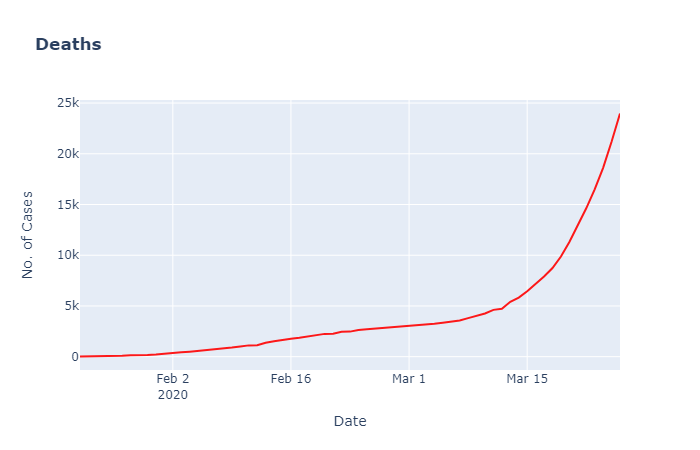 Deaths
25k
20k
15k
10k
5k
0
No. of Cases
Feb 2
2020
Feb 16
Mar 1
Mar 15
Date